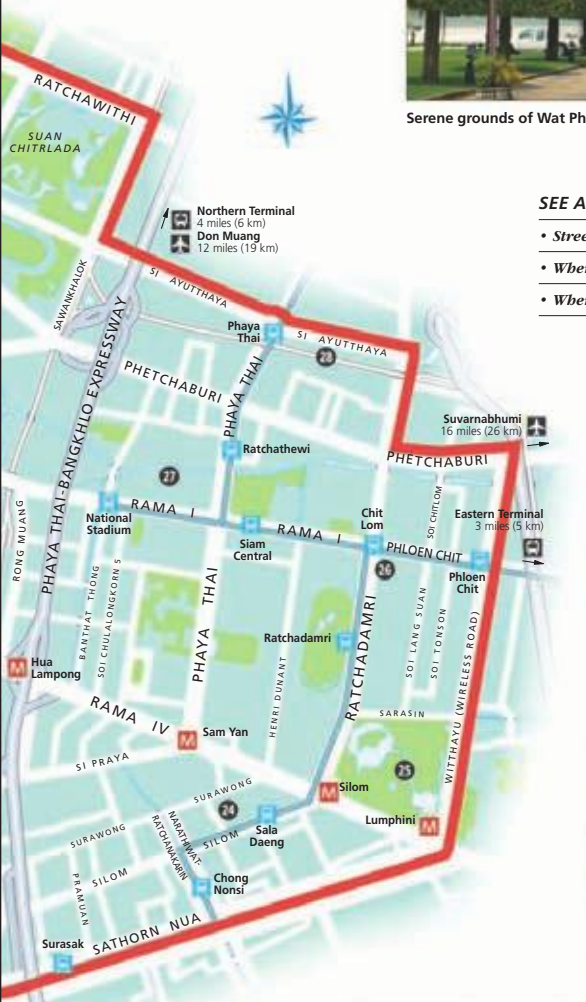 Serene grounds of Wat Ph
RATCHAWITHI
SUAN
CHITRLADA
SEE A
• Stree
• Wher
• Wher
Northern Terminal
4 miles (6 km)
Don Muang
12 miles (19 km)
SI AYUTTHAYA
SAWANKHALOK
Phaya
Thai
SI AYUTTHAYA
28
PHETCHABURI
PHAYA THAI
PHAYA THAI-BANGKHLO EXPRESSWAY
Suvarnabhumi
16 miles (26 km)
Ratchathewi
PHETCHABURI
27
National
Stadium
RAMA I
Siam
Central
RAMA I
Chit
Lom
SOI CHITLOM
Eastern Terminal
3 miles (5 km)
PHLOEN CHIT
26
Phloen
Chit
RONG MUANG
BANTHAT THONG
SOI CHULALONGKORN 5
PHAYA THAI
HENRI DUNANT
Ratchadamri
RATCHADAMRI
SOI LANG SUAN
SOI TONSON
WITTHAYU (WIRELESS ROAD)
M Hua
Lampong
RAMA IV
M Sam Yan
SARASIN
25
SI PRAYA
SURAWONG
24
M Silom
Lumphini M
SURAWONG
NARATHIWAT-
RATCHANAKARIN
SILOM
Sala
Daeng
SILOM
PRAMUAN
Chong
Nonsi
SATHORN NUA
Surasak